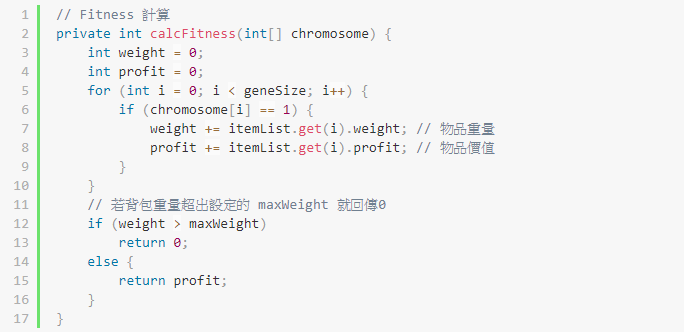 1 // Fitness 計算
2 private int calcFitness(int[] chromosome) {
3     int weight = 0;
4     int profit = 0;
5     for (int i = 0; i < geneSize; i++) {
6         if (chromosome[i] == 1) {
7             weight += itemList.get(i).weight; // 物品重量
8             profit += itemList.get(i).profit; // 物品價值
9         }
10     }
11     // 若背包重量超出設定的 maxWeight 就回傳0
12     if (weight > maxWeight)
13         return 0;
14     else {
15         return profit;
16     }
17 }